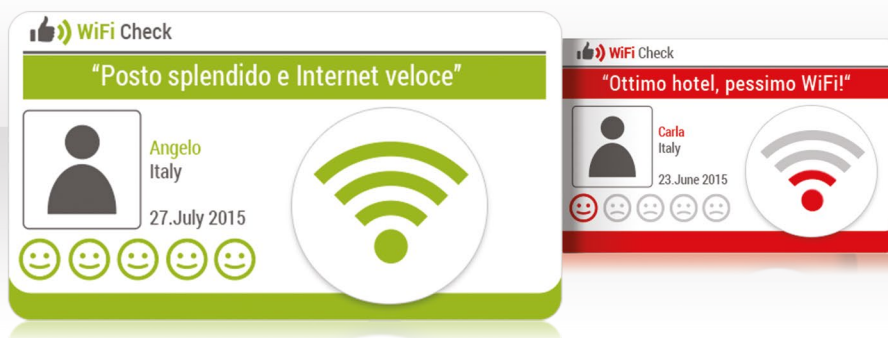 WiFi Check
“Posto splendido e Internet veloce”
Angelo
Italy
27.July 2015
WiFi Check
“Ottimo hotel, pessimo WiFi!“
Carla
Italy
23.June 2015